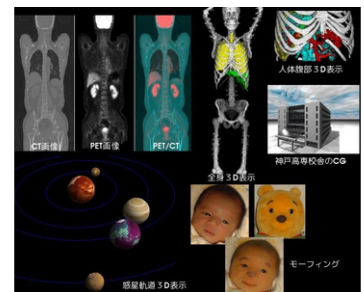 人体腹部3D表示
CT画像
PET画像
PET/CT
神戸高専校舎のCG
全身3D表示
モーフィング
惑星軌道3D表示